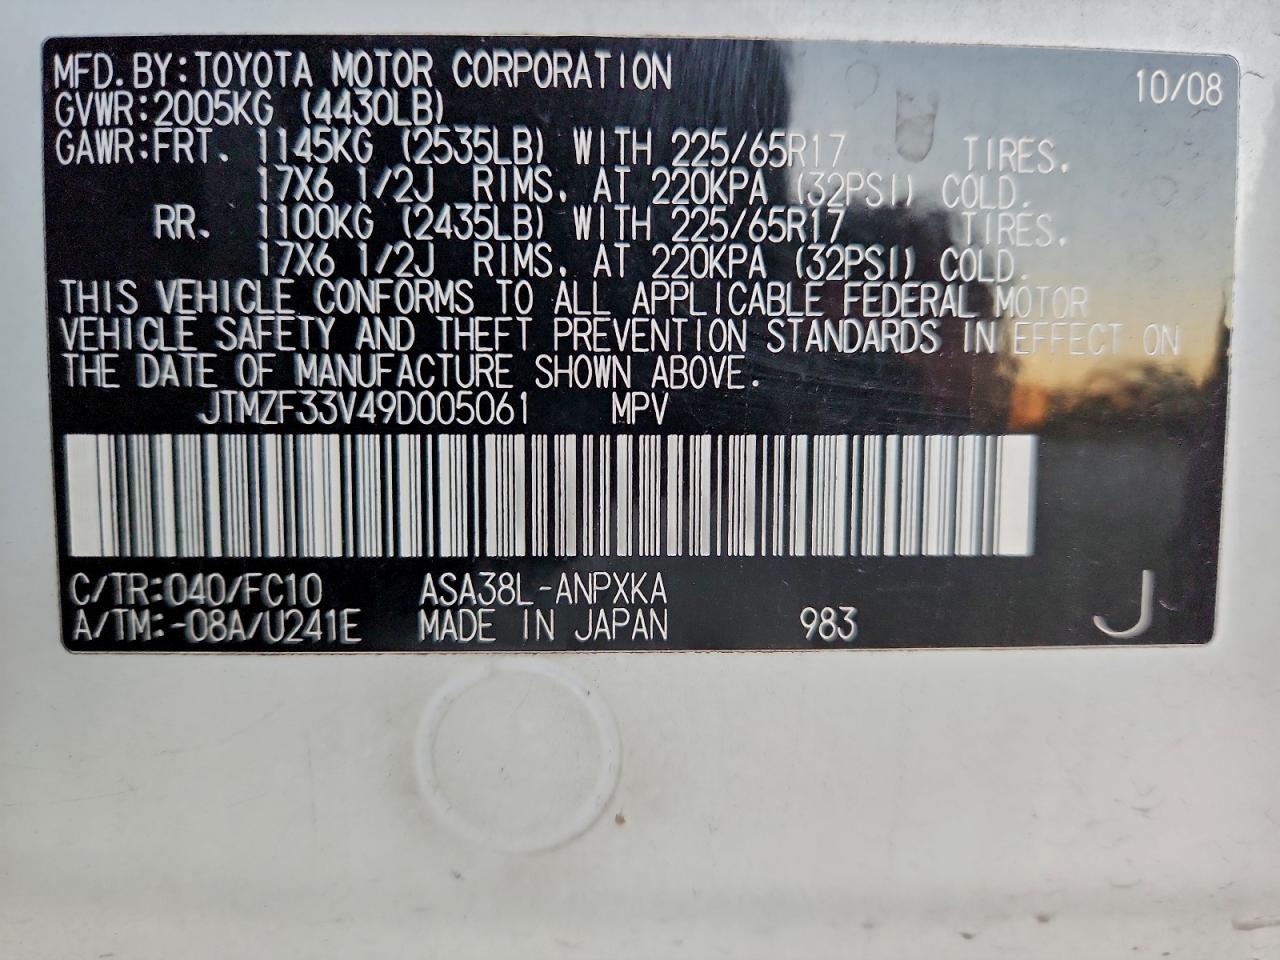 MFD.BY:TOYOTA MOTOR CORPORATION 10/08
GVWR:2005KG (4430LB)
GAWR:FRT. 1145KG (2535LB) WITH 225/65R17 TIRES.
17X6 1/2J RIMS. AT 220KPA (32PSI) COLD.
RR. 1100KG (2435LB) WITH 225/65R17 TIRES.
17X6 1/2J RIMS. AT 220KPA (32PSI) COLD.
THIS VEHICLE CONFORMS TO ALL APPLICABLE FEDERAL MOTOR
VEHICLE SAFETY AND THEFT PREVENTION STANDARDS IN EFFECT ON
THE DATE OF MANUFACTURE SHOWN ABOVE.
JTMZF33V49D005061 MPV
C/TR:040/FC10 ASA38L-ANPXKA
A/TM:-08A/U241E MADE IN JAPAN 983 J